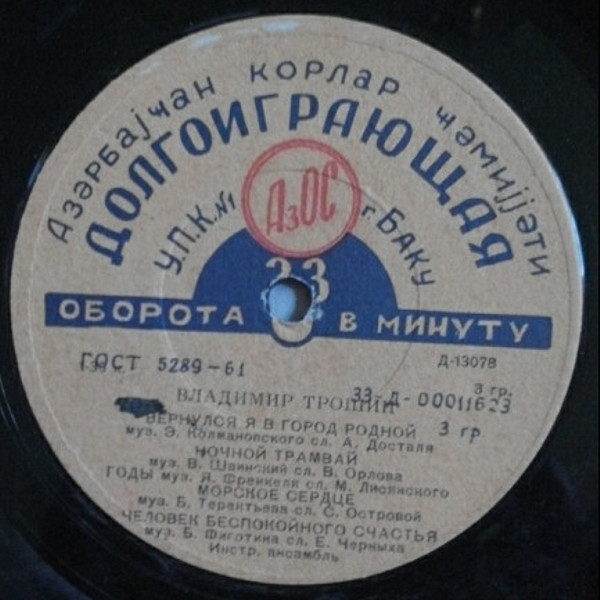 Азәрбајҹан корлар ҹәмијјәти
ДОЛГОИГРАЮЩАЯ
У.П.К.№1 АзОС г. Баку
33
ОБОРОТА В МИНУТУ
ГОСТ 5289-61 Д-13078
3 гр.
33-Д-00011623
ВЛАДИМИР ТРОШИН
ВЕРНУЛСЯ Я В ГОРОД РОДНОЙ 3 гр
муз. Э. Колмановского сл. А. Досталя
НОЧНОЙ ТРАМВАЙ
муз. В. Шаинский сл. В. Орлова
ГОДЫ муз. Я. Френкеля сл. М. Лисянского
МОРСКОЕ СЕРДЦЕ
муз. Б. Терентьева сл. С. Островой
ЧЕЛОВЕК БЕСПОКОЙНОГО СЧАСТЬЯ
муз. Б. Фиготина сл. Е. Черныха
Инстр. ансамбль